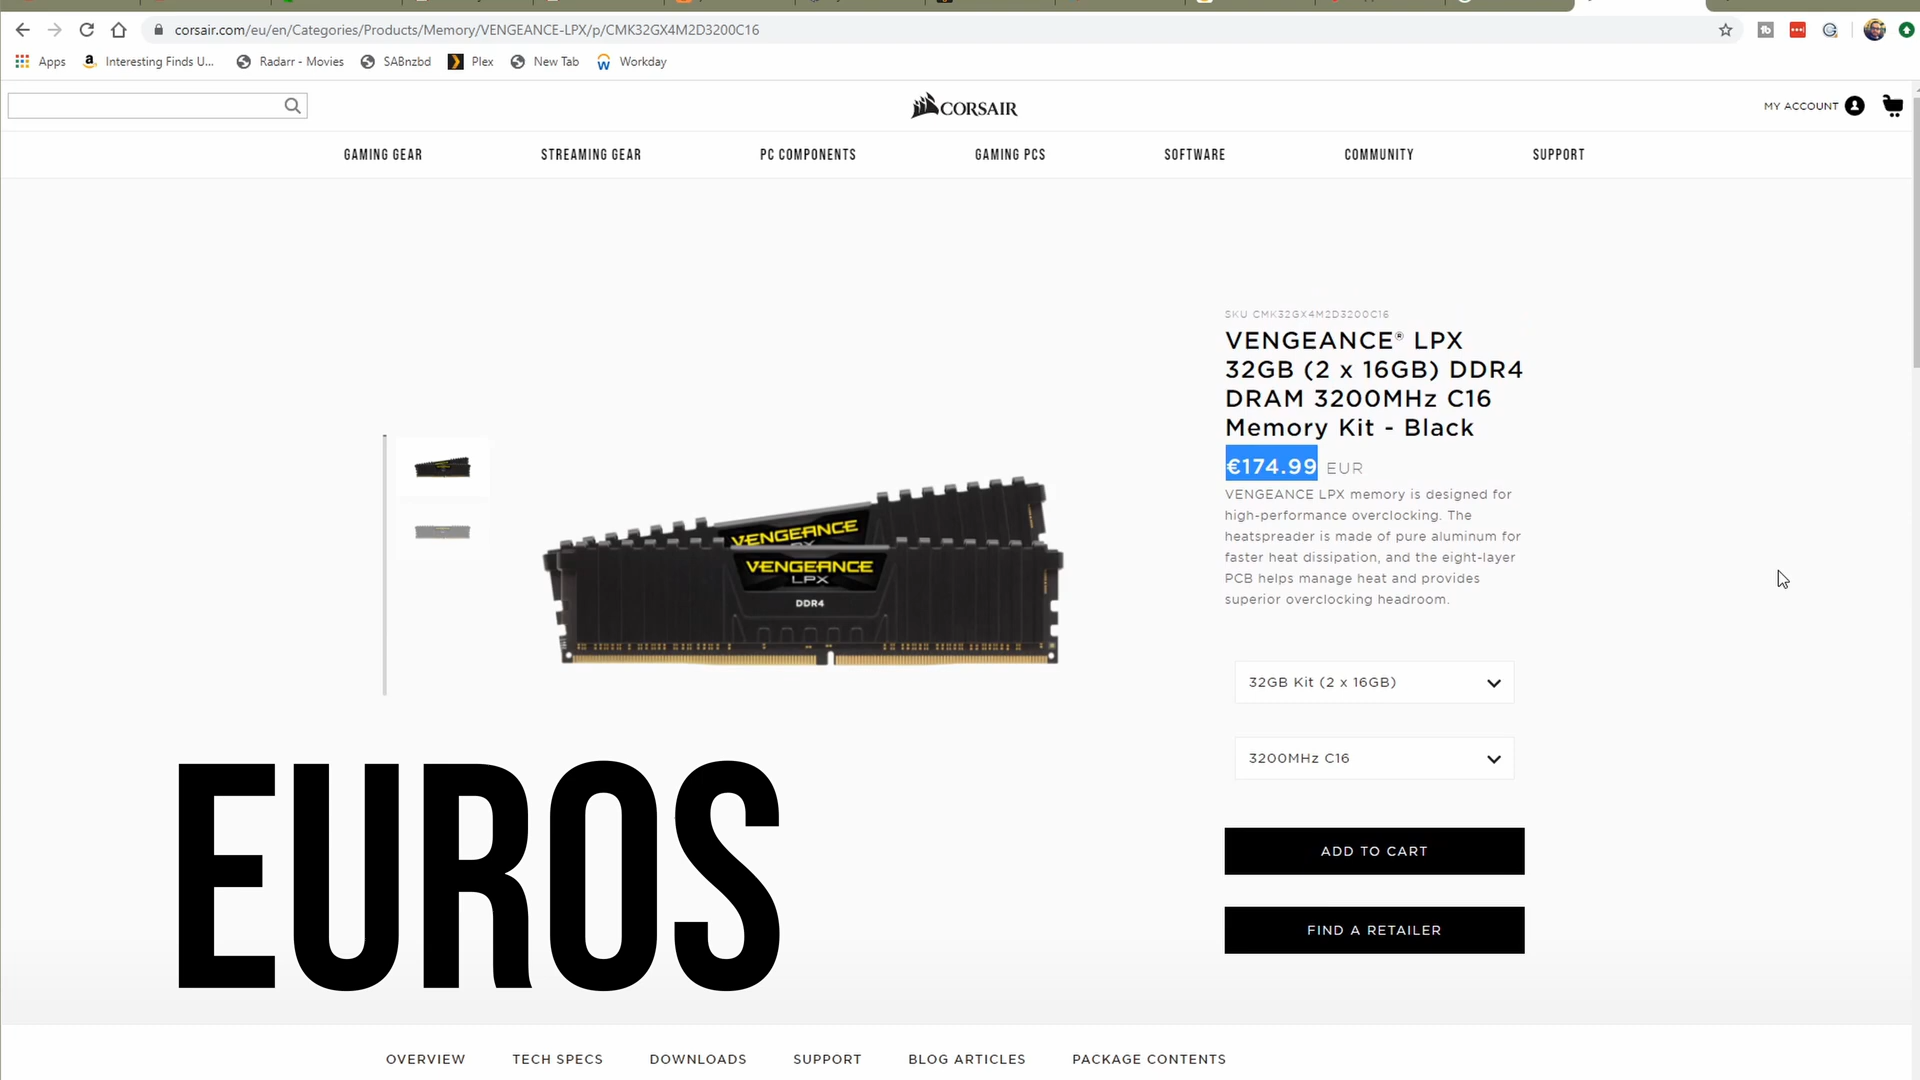 corsair.com/eu/en/Categories/Products/Memory/VENGEANCE-LPX/p/CMK32GX4M2D3200C16
Apps
Interesting Finds U...
Radarr - Movies
SABnzbd
Plex
New Tab
Workday
CORSAIR
MY ACCOUNT
GAMING GEAR
STREAMING GEAR
PC COMPONENTS
GAMING PCS
SOFTWARE
COMMUNITY
SUPPORT
SKU CMK32GX4M2D3200C16
VENGEANCE® LPX
32GB (2 x 16GB) DDR4
DRAM 3200MHz C16
Memory Kit - Black
€174.99 EUR
VENGEANCE LPX memory is designed for
high-performance overclocking. The
heatspreader is made of pure aluminum for
faster heat dissipation, and the eight-layer
PCB helps manage heat and provides
superior overclocking headroom.
VENGEANCE
VENGEANCE
LPX
DDR4
32GB Kit (2 x 16GB)
3200MHz C16
ADD TO CART
FIND A RETAILER
EUROS
OVERVIEW
TECH SPECS
DOWNLOADS
SUPPORT
BLOG ARTICLES
PACKAGE CONTENTS